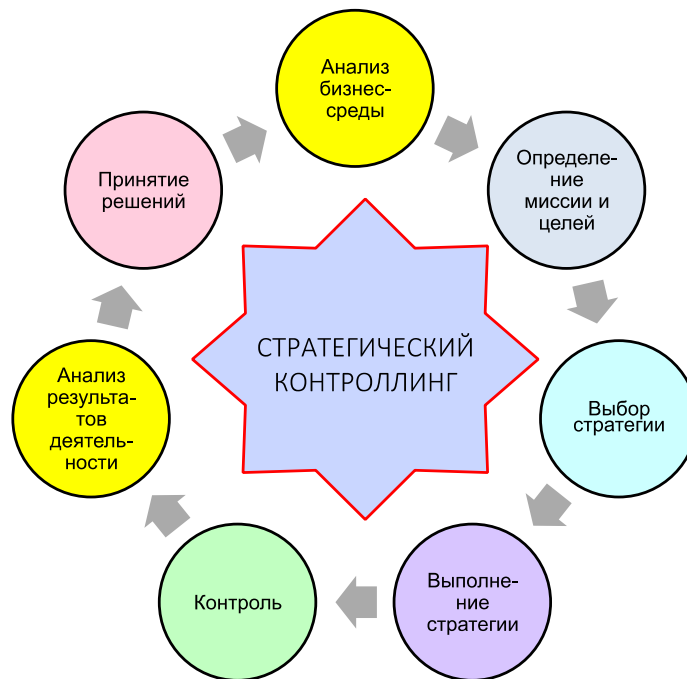 Анализ
бизнес-
среды
Определе-
ние
миссии и
целей
Выбор
стратегии
Выполне-
ение
стратегии
Контроль
Анализ
результа-
тов
деятель-
ности
Принятие
решений
СТРАТЕГИЧЕСКИЙ
КОНТРОЛЛИНГ